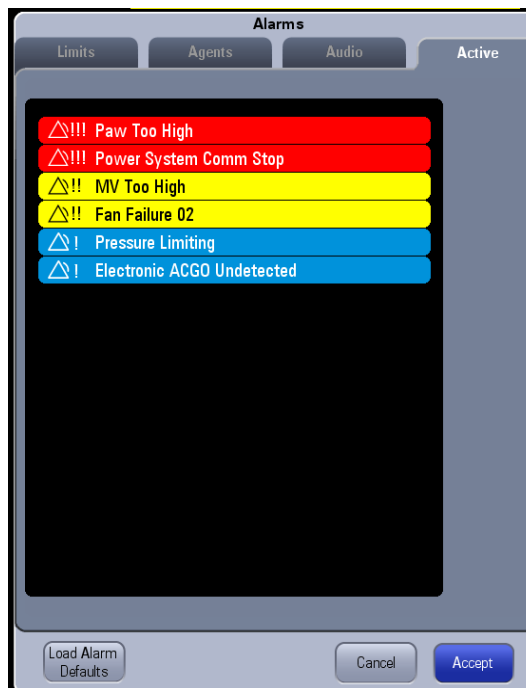 Alarms
Limits
Agents
Audio
Active
!!! Paw Too High
!!! Power System Comm Stop
!! MV Too High
!! Fan Failure 02
! Pressure Limiting
! Electronic ACGO Undetected
Load Alarm
Defaults
Cancel
Accept